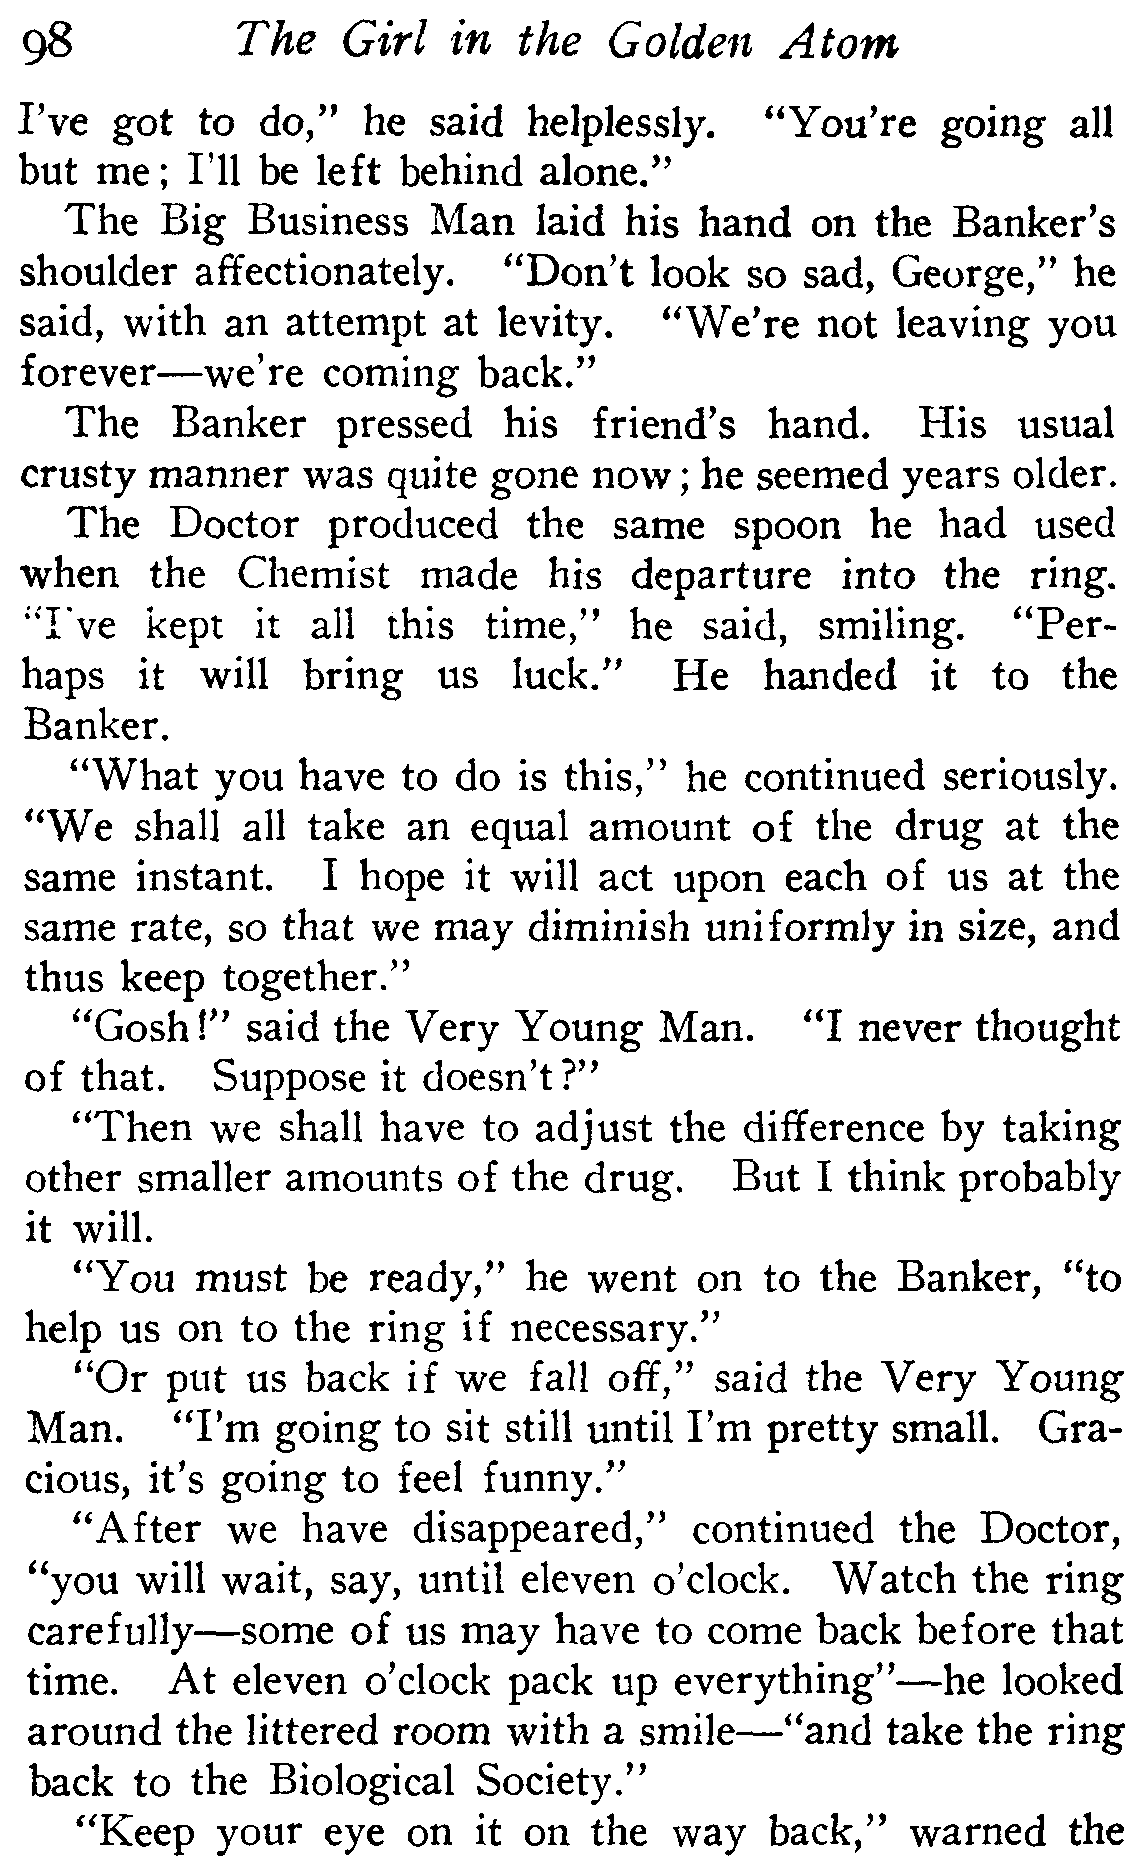 98 The Girl in the Golden Atom
I've got to do," he said helplessly. "You're going all
but me; I'll be left behind alone."
The Big Business Man laid his hand on the Banker's
shoulder affectionately. "Don't look so sad, George," he
said, with an attempt at levity. "We're not leaving you
forever—we're coming back."
The Banker pressed his friend's hand. His usual
crusty manner was quite gone now; he seemed years older.
The Doctor produced the same spoon he had used
when the Chemist made his departure into the ring.
"I've kept it all this time," he said, smiling. "Per-
haps it will bring us luck." He handed it to the
Banker.
"What you have to do is this," he continued seriously.
"We shall all take an equal amount of the drug at the
same instant. I hope it will act upon each of us at the
same rate, so that we may diminish uniformly in size, and
thus keep together."
"Gosh!" said the Very Young Man. "I never thought
of that. Suppose it doesn't?"
"Then we shall have to adjust the difference by taking
other smaller amounts of the drug. But I think probably
it will.
"You must be ready," he went on to the Banker, "to
help us on to the ring if necessary."
"Or put us back if we fall off," said the Very Young
Man. "I'm going to sit still until I'm pretty small. Gra-
cious, it's going to feel funny."
"After we have disappeared," continued the Doctor,
"you will wait, say, until eleven o'clock. Watch the ring
carefully—some of us may have to come back before that
time. At eleven o'clock pack up everything"—he looked
around the littered room with a smile—"and take the ring
back to the Biological Society."
"Keep your eye on it on the way back," warned the